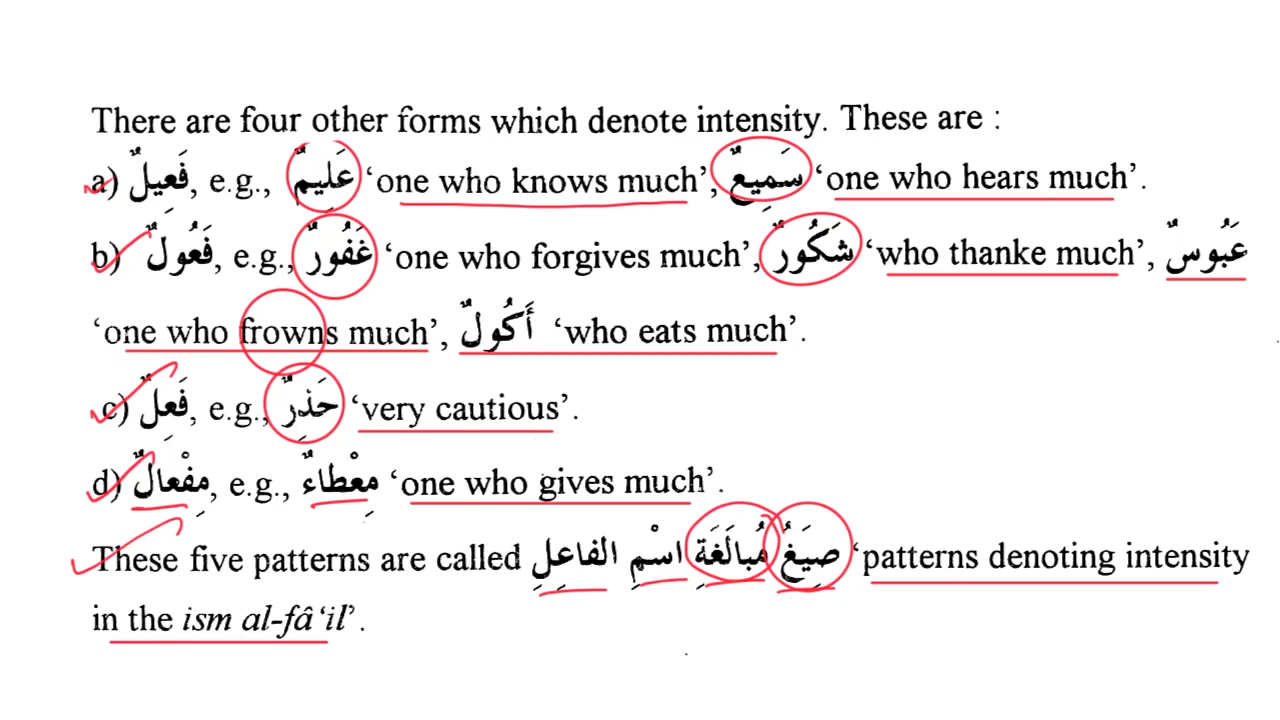 There are four other forms which denote intensity. These are :
a) فَعِيلٌ, e.g., عَلِيمٌ ‘one who knows much’, سَمِيعٌ ‘one who hears much’.
b) فَعُولٌ, e.g., غَفُورٌ ‘one who forgives much’, شَكُورٌ ‘who thanke much’, عَبُوسٌ
‘one who frowns much’, أَكُولٌ ‘who eats much’.
c) فَعِلٌ, e.g., حَذِرٌ ‘very cautious’.
d) مِفْعالٌ, e.g., مِعْطاءٌ ‘one who gives much’.
These five patterns are called صِيَغُ مُبالَغَةِ اسْمِ الفاعِلِ ‘patterns denoting intensity
in the ism al-fâ‘il’.